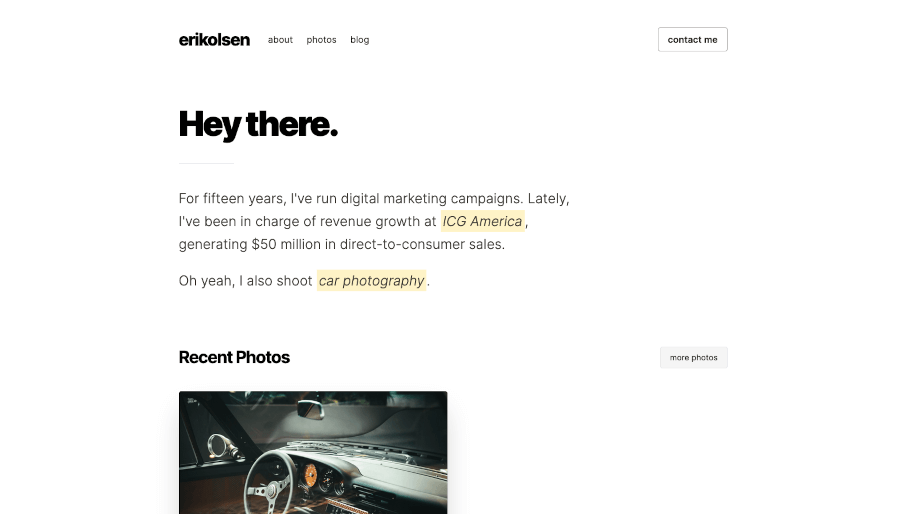 erikolsen
about photos blog
contact me
Hey there.
For fifteen years, I've run digital marketing campaigns. Lately,
I've been in charge of revenue growth at ICG America,
generating $50 million in direct-to-consumer sales.
Oh yeah, I also shoot car photography.
Recent Photos
more photos